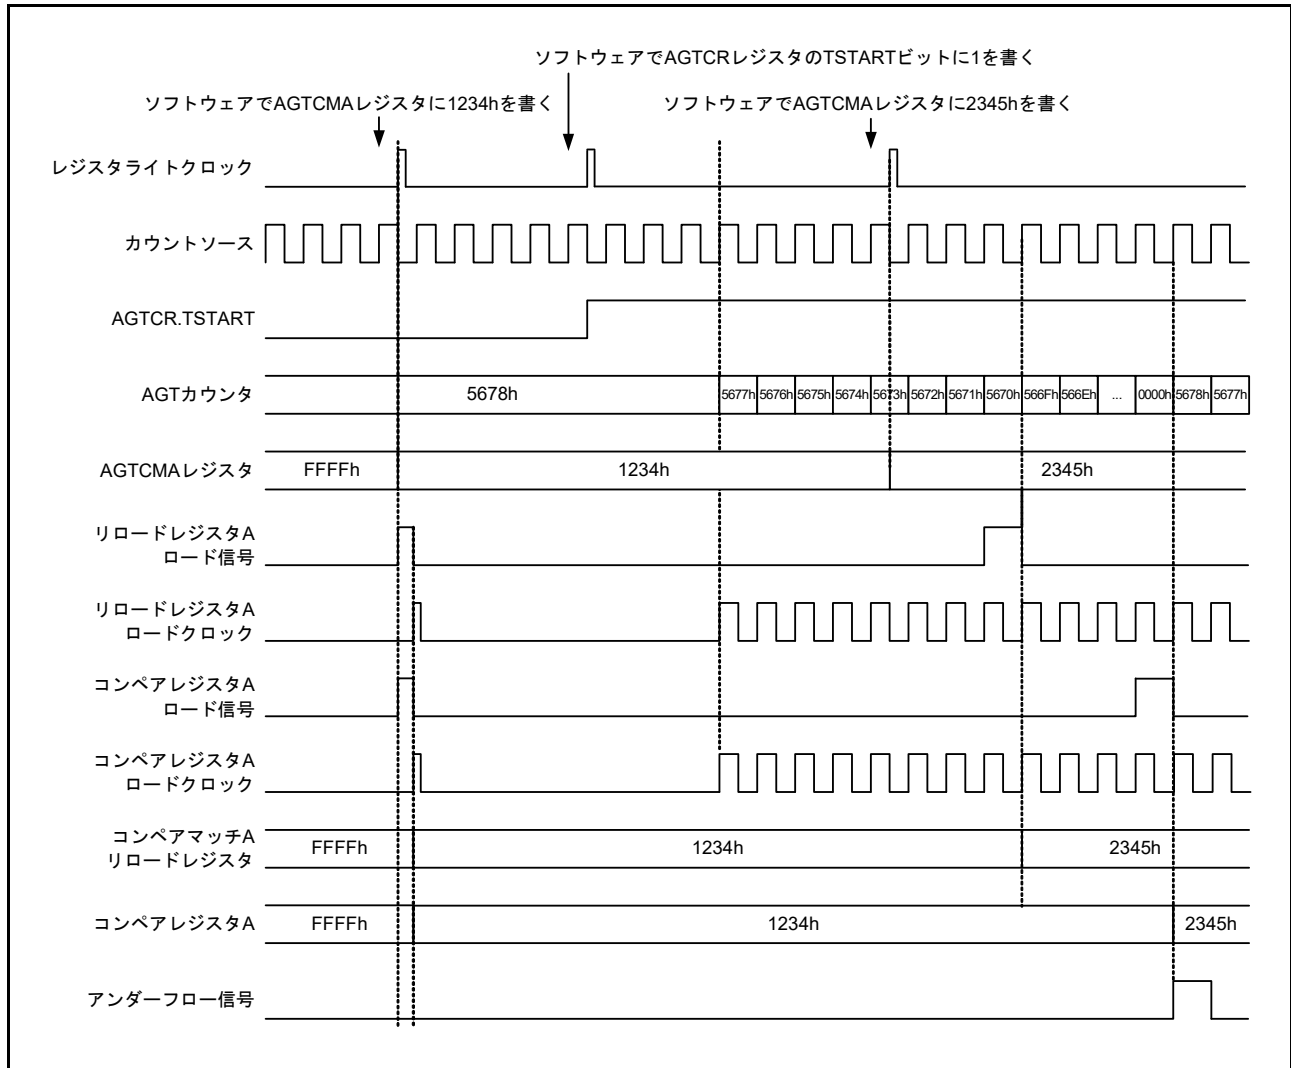 ソフトウェアでAGTCRレジスタのTSTARTビットに1を書く
ソフトウェアでAGTCMAレジスタに1234hを書く
ソフトウェアでAGTCMAレジスタに2345hを書く
レジスタライトクロック
カウントソース
AGTCR.TSTART
AGTカウンタ 5678h 5677h 5676h 5675h 5674h 5673h 5672h 5671h 5670h 566Fh 566Eh ... 0000h 5678h 5677h
AGTCMAレジスタ FFFFh 1234h 2345h
リロードレジスタA
ロード信号
リロードレジスタA
ロードクロック
コンペアレジスタA
ロード信号
コンペアレジスタA
ロードクロック
コンペアマッチA
リロードレジスタ FFFFh 1234h 2345h
コンペアレジスタA FFFFh 1234h 2345h
アンダーフロー信号